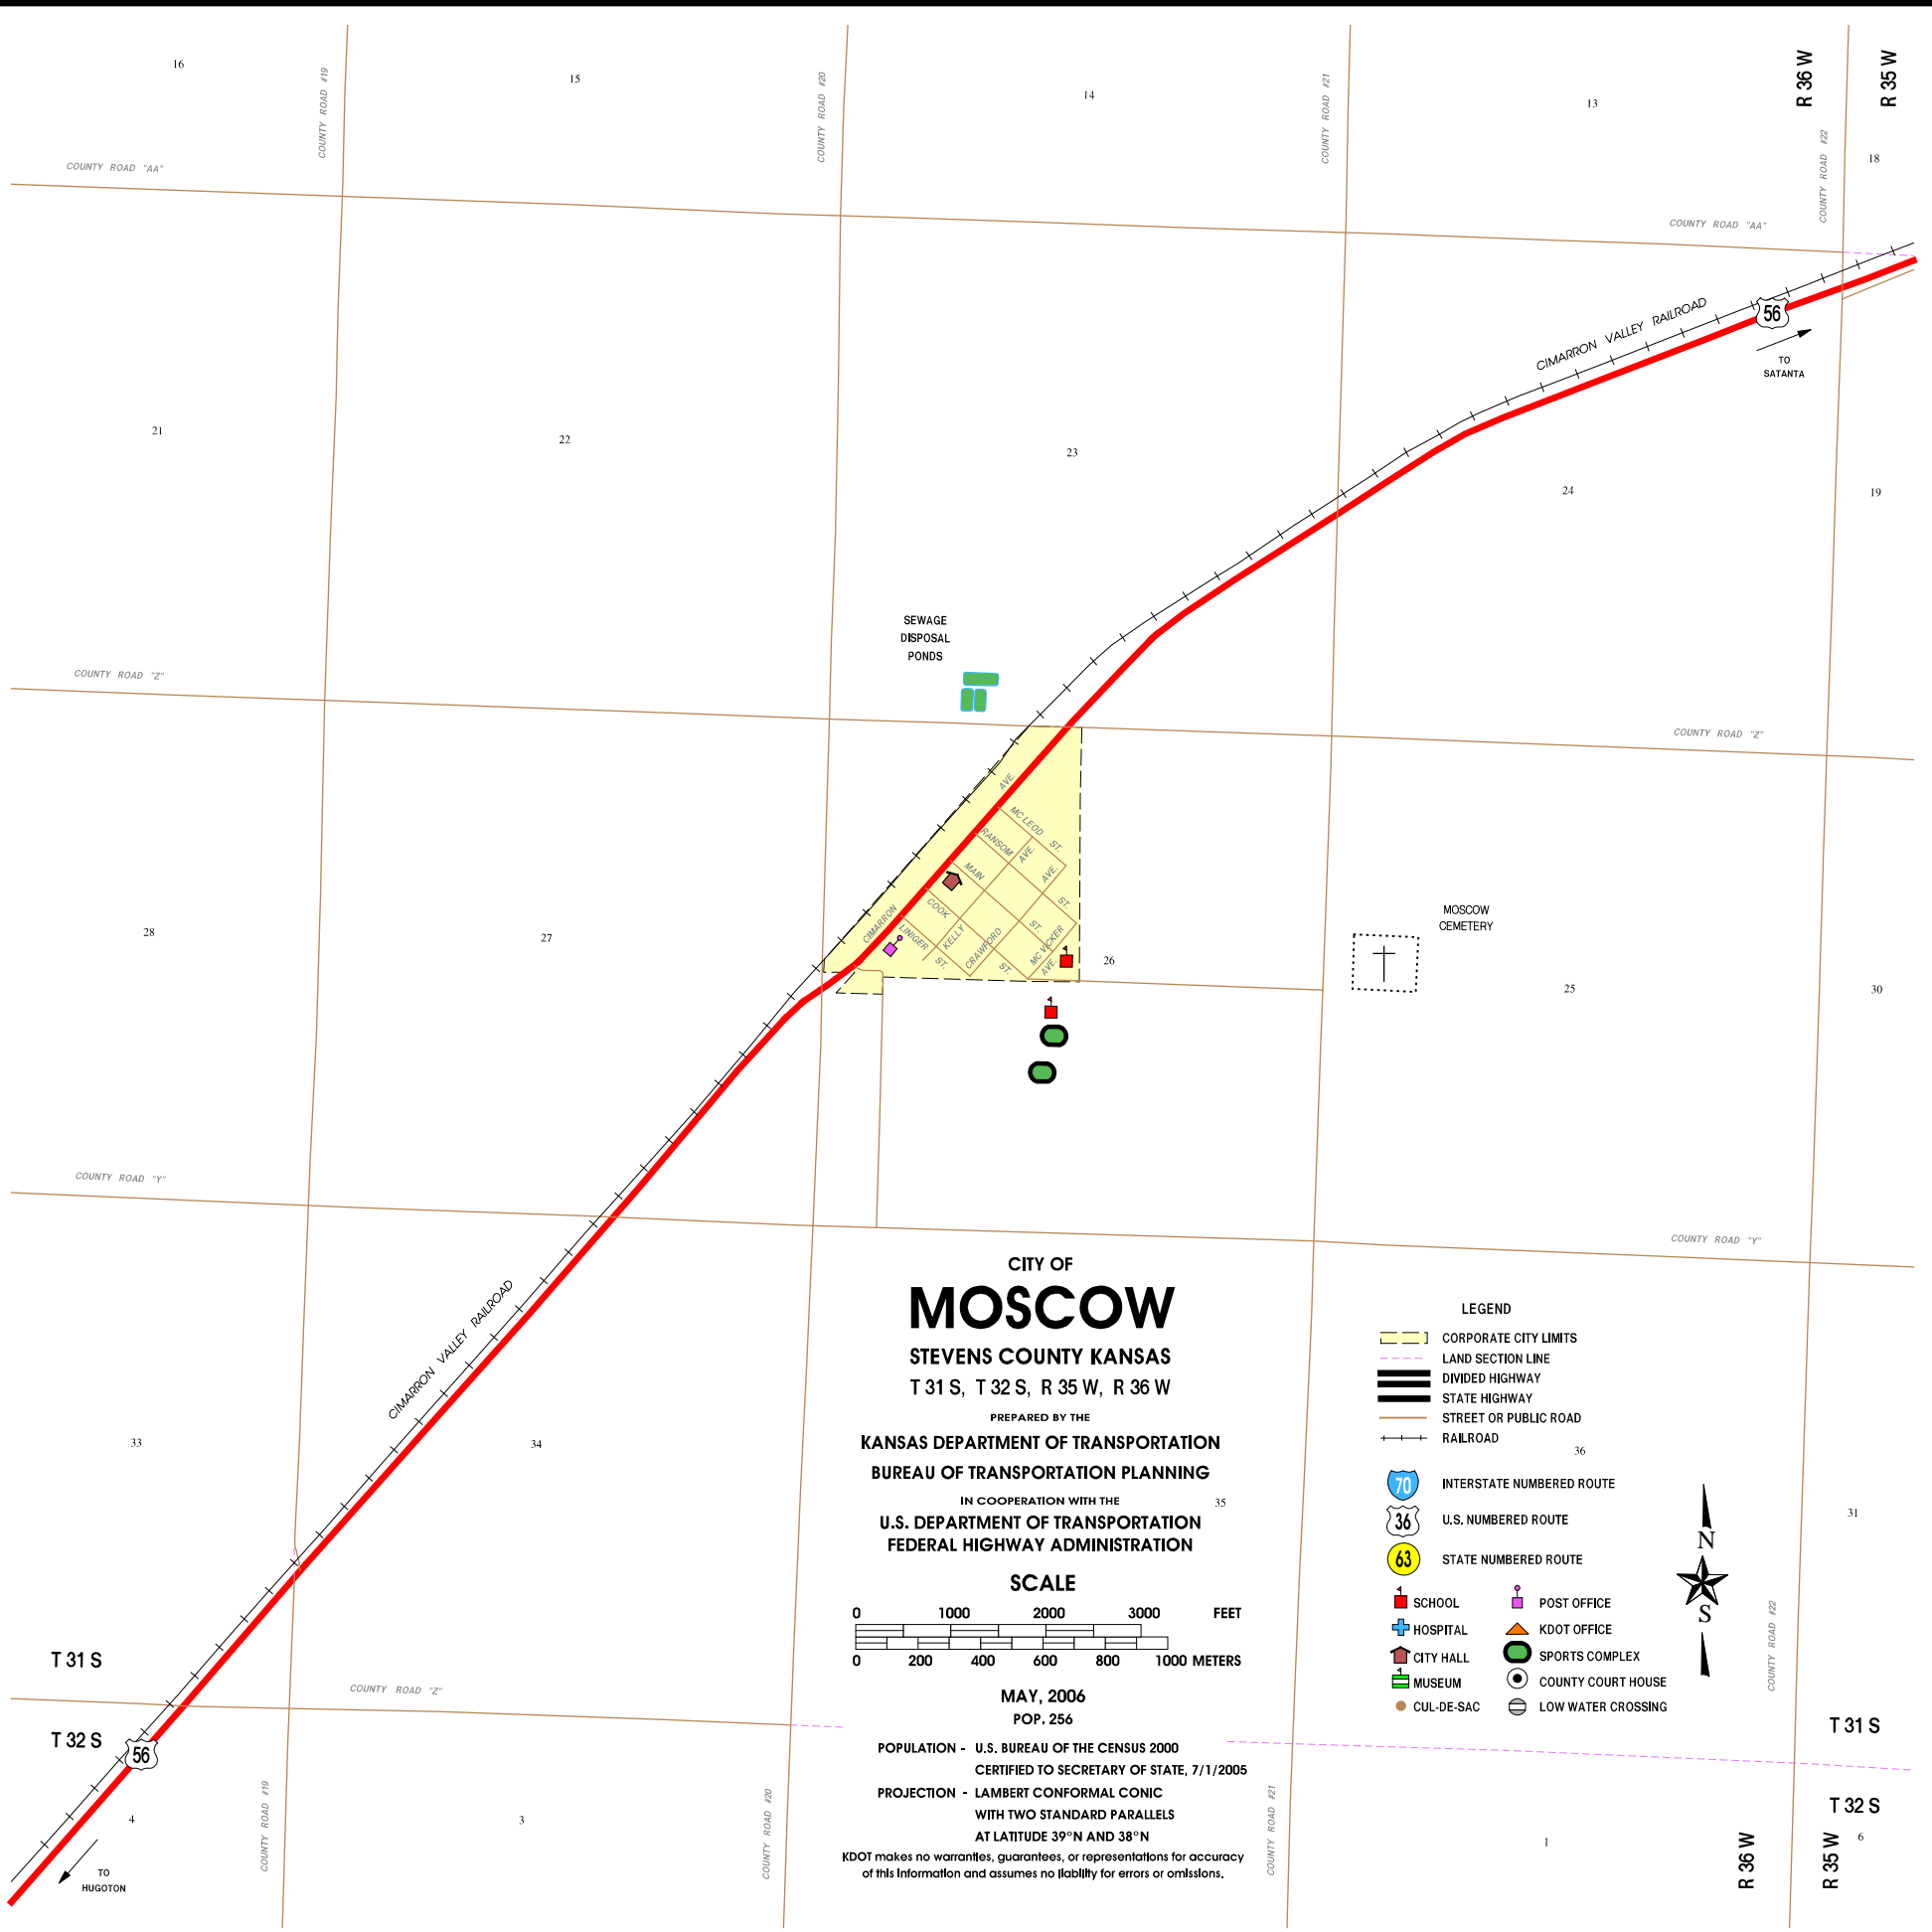 16
15
14
13
R 36 W
R 35 W
COUNTY ROAD #19
COUNTY ROAD #20
COUNTY ROAD #21
COUNTY ROAD #22
18
COUNTY ROAD "AA"
COUNTY ROAD "AA"
CIMARRON VALLEY RAILROAD
56
TO
SATANTA
21
22
23
24
19
SEWAGE
DISPOSAL
PONDS
COUNTY ROAD "Z"
COUNTY ROAD "Z"
AVE.
MC LEOD ST.
RANSOM ST.
AVE.
AVE.
MAIN ST.
COOK ST.
CIMARRON
LINIGER ST.
KELLY
CRAWFORD
MC VICKER
AVE.
MOSCOW
CEMETERY
28
27
26
25
30
COUNTY ROAD "Y"
COUNTY ROAD "Y"
CIMARRON VALLEY RAILROAD
33
34
35
36
31
CITY OF
MOSCOW
STEVENS COUNTY KANSAS
T 31 S, T 32 S, R 35 W, R 36 W
PREPARED BY THE
KANSAS DEPARTMENT OF TRANSPORTATION
BUREAU OF TRANSPORTATION PLANNING
IN COOPERATION WITH THE
U.S. DEPARTMENT OF TRANSPORTATION
FEDERAL HIGHWAY ADMINISTRATION
SCALE
0 1000 2000 3000 FEET
0 200 400 600 800 1000 METERS
MAY, 2006
POP. 256
POPULATION - U.S. BUREAU OF THE CENSUS 2000
CERTIFIED TO SECRETARY OF STATE, 7/1/2005
PROJECTION - LAMBERT CONFORMAL CONIC
WITH TWO STANDARD PARALLELS
AT LATITUDE 39°N AND 38°N
KDOT makes no warranties, guarantees, or representations for accuracy
of this information and assumes no liability for errors or omissions.
LEGEND
CORPORATE CITY LIMITS
LAND SECTION LINE
DIVIDED HIGHWAY
STATE HIGHWAY
STREET OR PUBLIC ROAD
RAILROAD
70 INTERSTATE NUMBERED ROUTE
36 U.S. NUMBERED ROUTE
63 STATE NUMBERED ROUTE
SCHOOL
POST OFFICE
HOSPITAL
KDOT OFFICE
CITY HALL
SPORTS COMPLEX
MUSEUM
COUNTY COURT HOUSE
CUL-DE-SAC
LOW WATER CROSSING
N
S
COUNTY ROAD #22
T 31 S
COUNTY ROAD "Z"
T 32 S
56
T 31 S
T 32 S
4
3
1
6
COUNTY ROAD #19
COUNTY ROAD #20
COUNTY ROAD #21
R 36 W
R 35 W
TO
HUGOTON